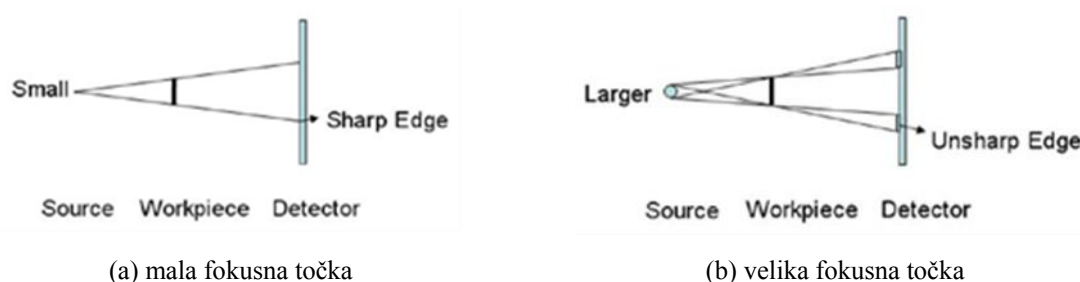 Small
Sharp Edge
Source Workpiece Detector
(a) mala fokusna točka
Larger
Unsharp Edge
Source Workpiece Detector
(b) velika fokusna točka